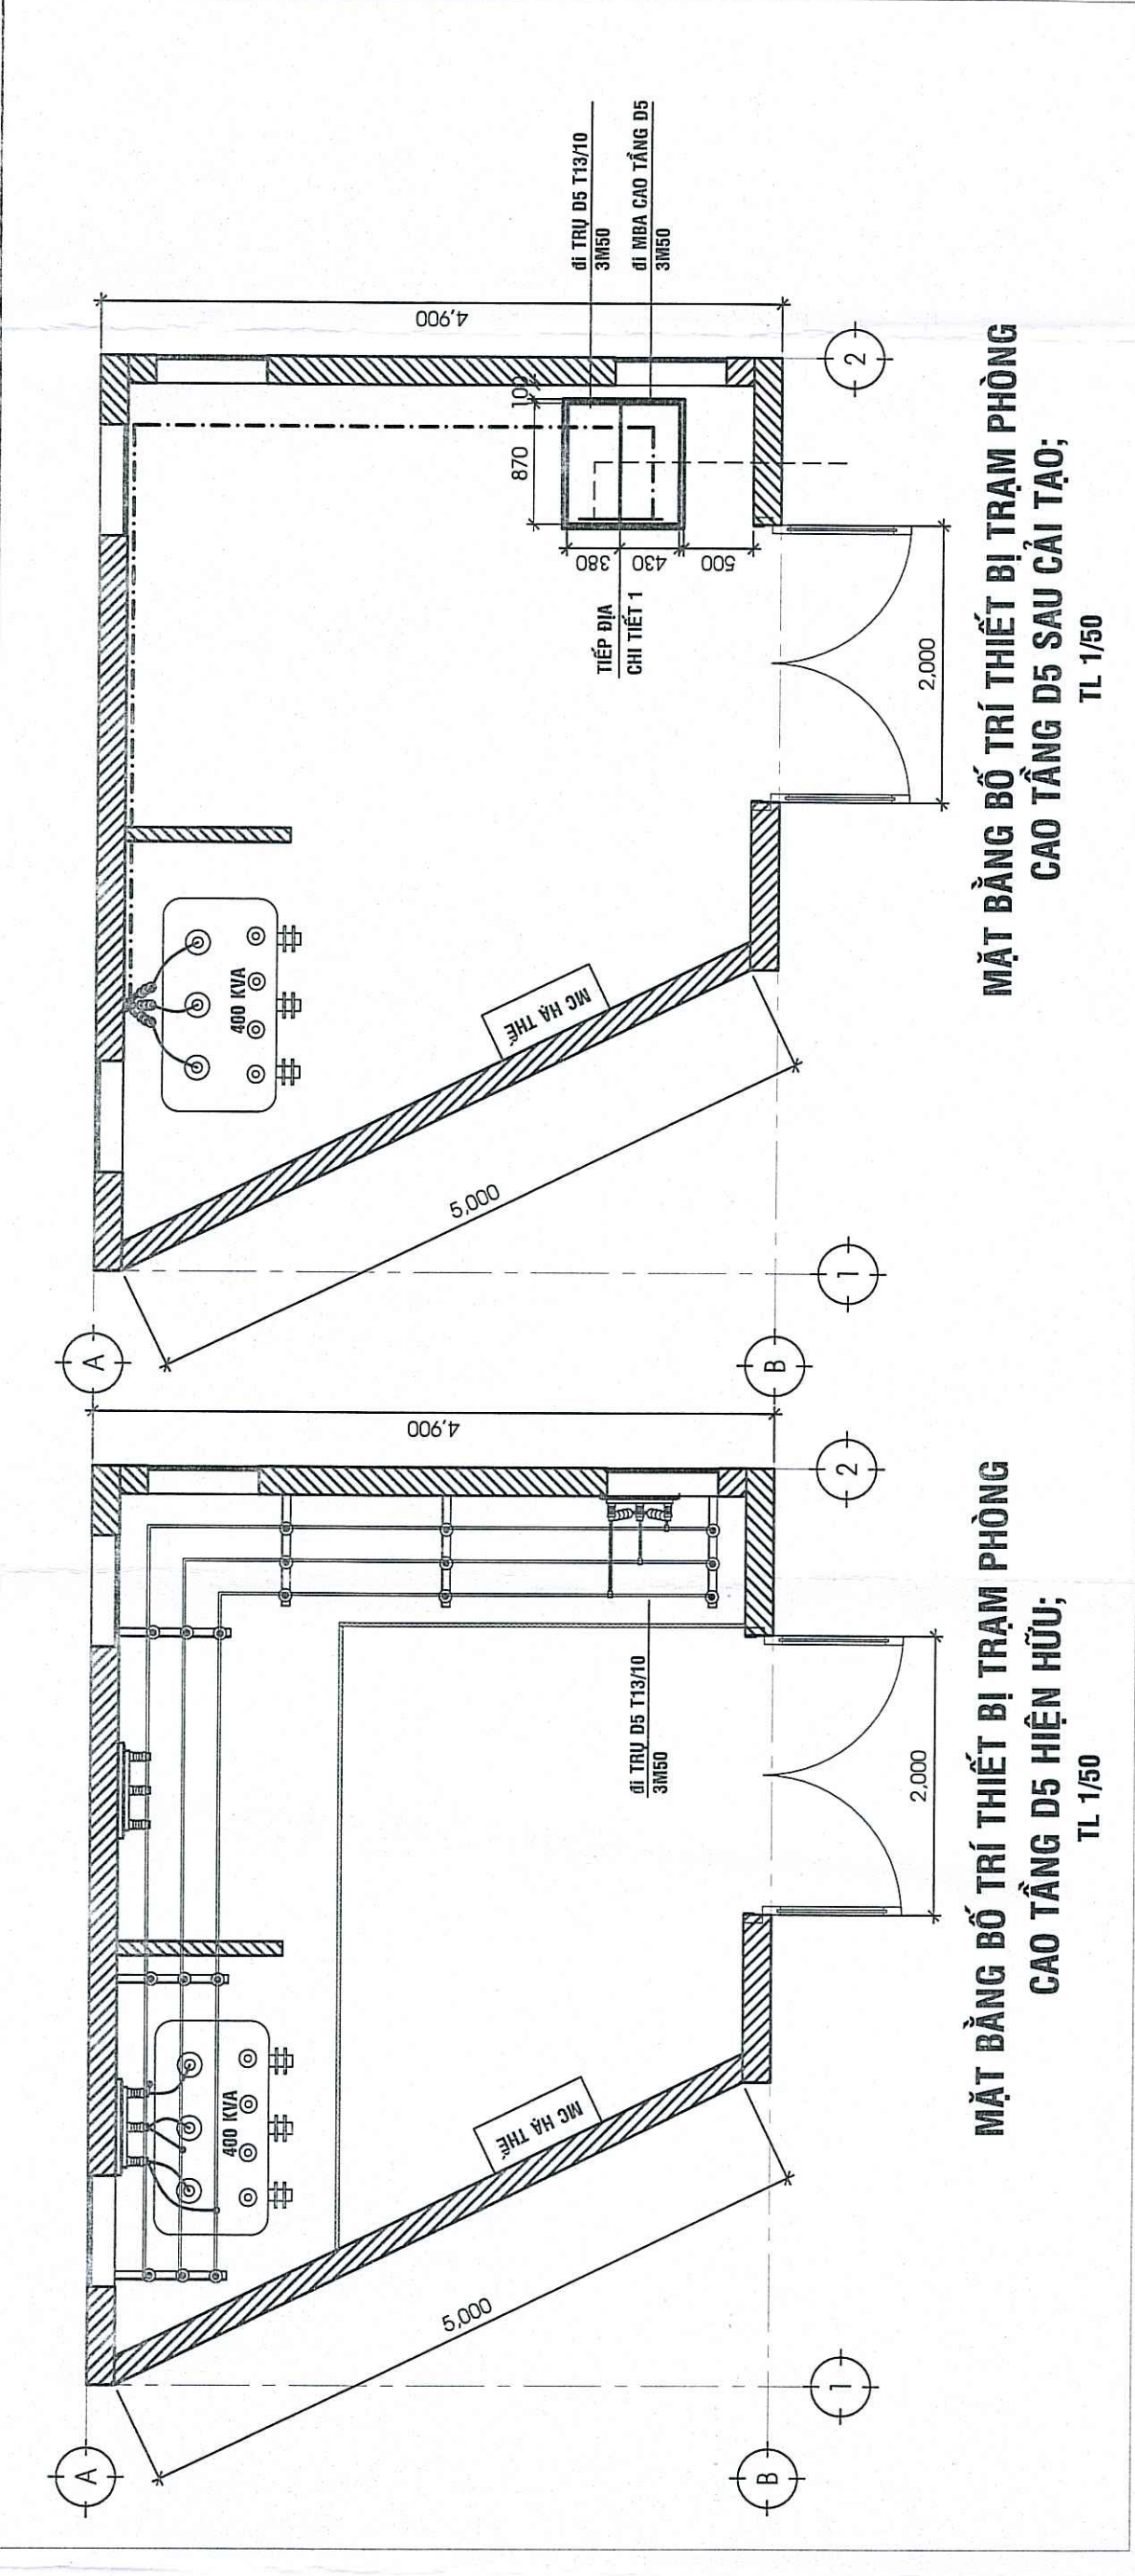 A
B
1
2
4,900
5,000
2,000
400 KVA
MC HẠ THẾ
đi TRỤ D5 T13/10
3M50
MẶT BẰNG BỐ TRÍ THIẾT BỊ TRẠM PHÒNG
CAO TẦNG D5 HIỆN HỮU;
TL 1/50
A
B
1
2
4,900
5,000
2,000
400 KVA
MC HẠ THẾ
870
100
380
430
500
TIẾP ĐỊA
CHI TIẾT 1
đi TRỤ D5 T13/10
3M50
đi MBA CAO TẦNG D5
3M50
MẶT BẰNG BỐ TRÍ THIẾT BỊ TRẠM PHÒNG
CAO TẦNG D5 SAU CẢI TẠO;
TL 1/50